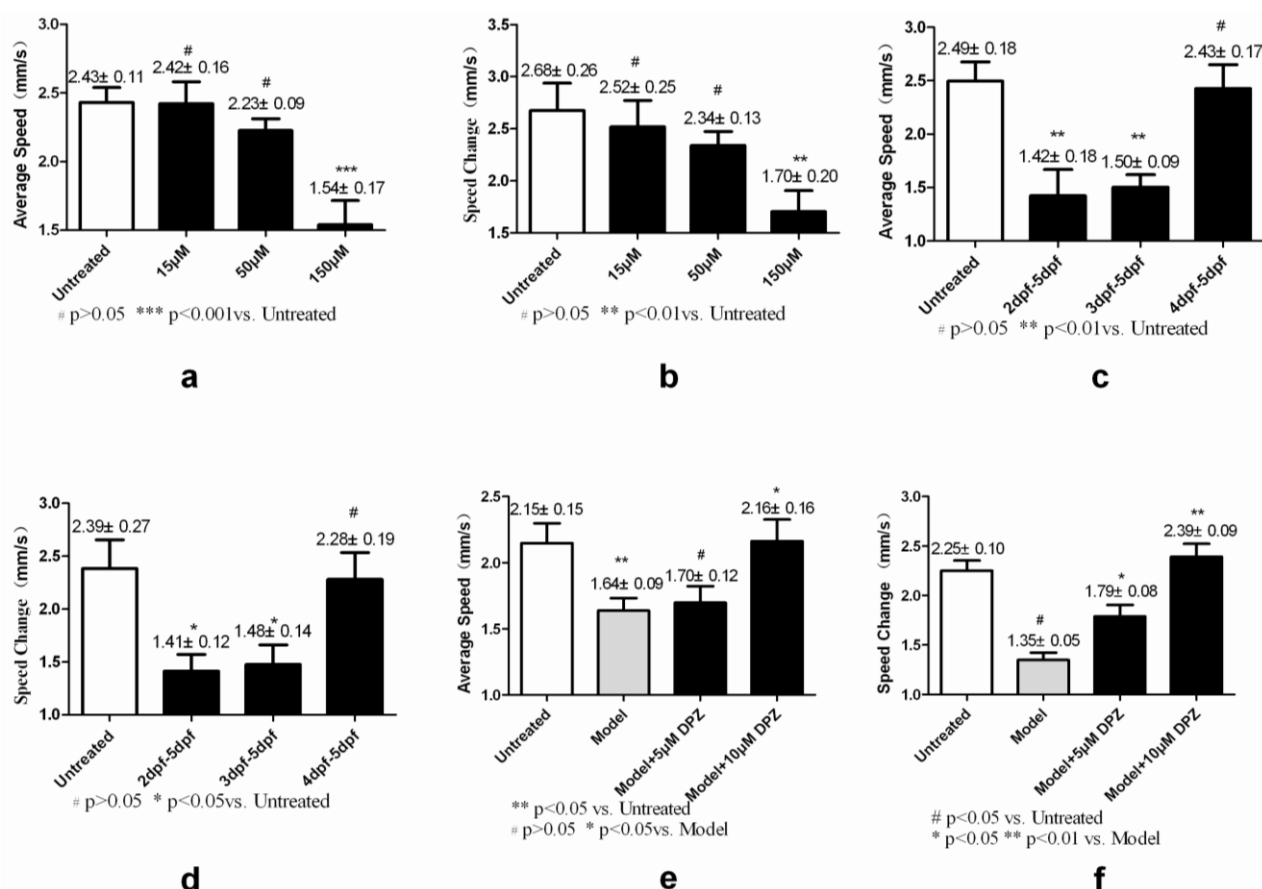 Average Speed (mm/s)
3.0
2.5
2.0
1.5
2.43± 0.11
#
2.42± 0.16
#
2.23± 0.09
***
1.54± 0.17
Untreated
15μM
50μM
150μM
# p>0.05 *** p<0.001vs. Untreated
a
Speed Change (mm/s)
3.5
3.0
2.5
2.0
1.5
2.68± 0.26
#
2.52± 0.25
#
2.34± 0.13
**
1.70± 0.20
Untreated
15μM
50μM
150μM
# p>0.05 ** p<0.01vs. Untreated
b
Average Speed (mm/s)
3.0
2.5
2.0
1.5
1.0
2.49± 0.18
**
1.42± 0.18
**
1.50± 0.09
#
2.43± 0.17
Untreated
2dpf-5dpf
3dpf-5dpf
4dpf-5dpf
# p>0.05 ** p<0.01vs. Untreated
c
Speed Change (mm/s)
3.0
2.5
2.0
1.5
1.0
2.39± 0.27
*
1.41± 0.12
*
1.48± 0.14
#
2.28± 0.19
Untreated
2dpf-5dpf
3dpf-5dpf
4dpf-5dpf
# p>0.05 * p<0.05vs. Untreated
d
Average Speed (mm/s)
2.5
2.0
1.5
1.0
2.15± 0.15
**
1.64± 0.09
#
1.70± 0.12
*
2.16± 0.16
Untreated
Model
Model+5μM DPZ
Model+10μM DPZ
** p<0.05 vs. Untreated
# p>0.05 * p<0.05vs. Model
e
Speed Change (mm/s)
3.0
2.5
2.0
1.5
1.0
2.25± 0.10
#
1.35± 0.05
*
1.79± 0.08
**
2.39± 0.09
Untreated
Model
Model+5μM DPZ
Model+10μM DPZ
# p<0.05 vs. Untreated
* p<0.05 ** p<0.01 vs. Model
f